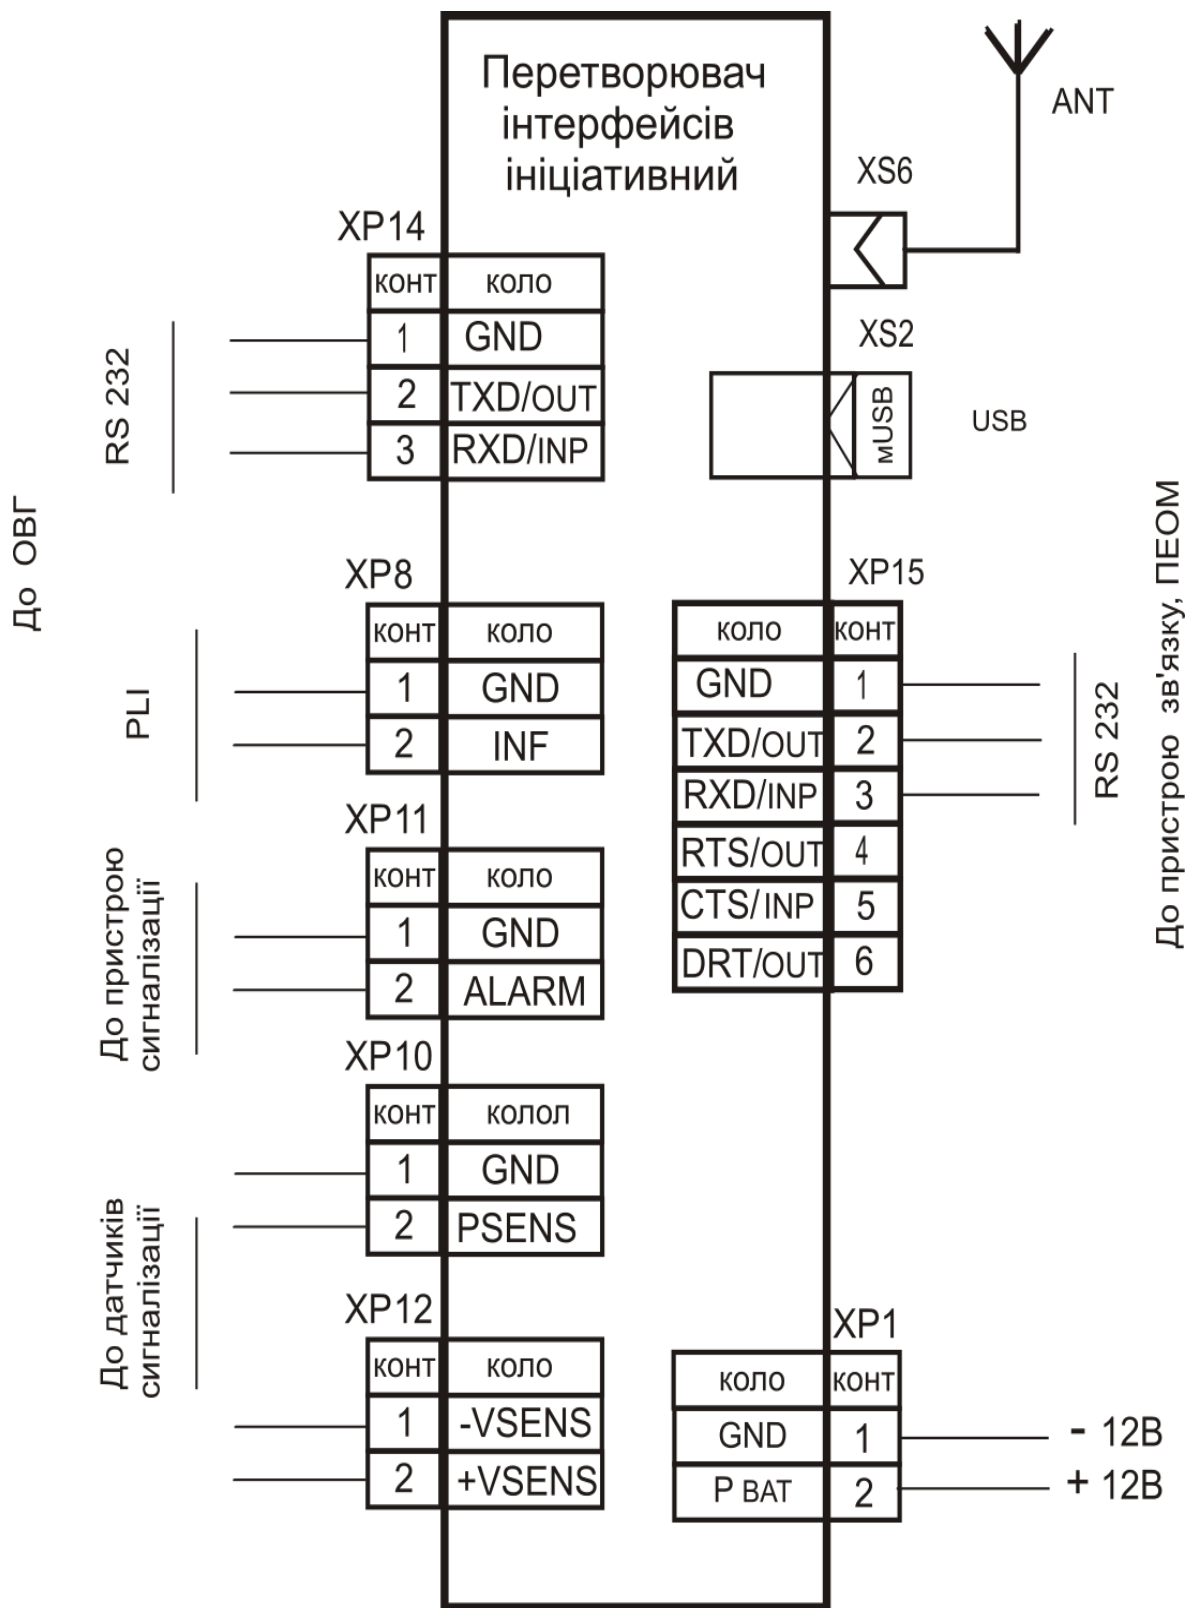 Перетворювач
інтерфейсів
ініціативний
ANT
XS6
XP14
конт коло
1 GND
2 TXD/OUT
3 RXD/INP
RS 232
XS2
мUSB
USB
До ОВГ
XP8
конт коло
1 GND
2 INF
PLI
XP15
коло конт
GND 1
TXD/OUT 2
RXD/INP 3
RTS/OUT 4
CTS/INP 5
DRT/OUT 6
RS 232
До пристрою зв'язку, ПЕОМ
XP11
конт коло
1 GND
2 ALARM
До пристрою
сигналізації
XP10
конт колол
1 GND
2 PSENS
До датчиків
сигналізації
XP12
конт коло
1 -VSENS
2 +VSENS
XP1
коло конт
GND 1 - 12В
P BAT 2 + 12В